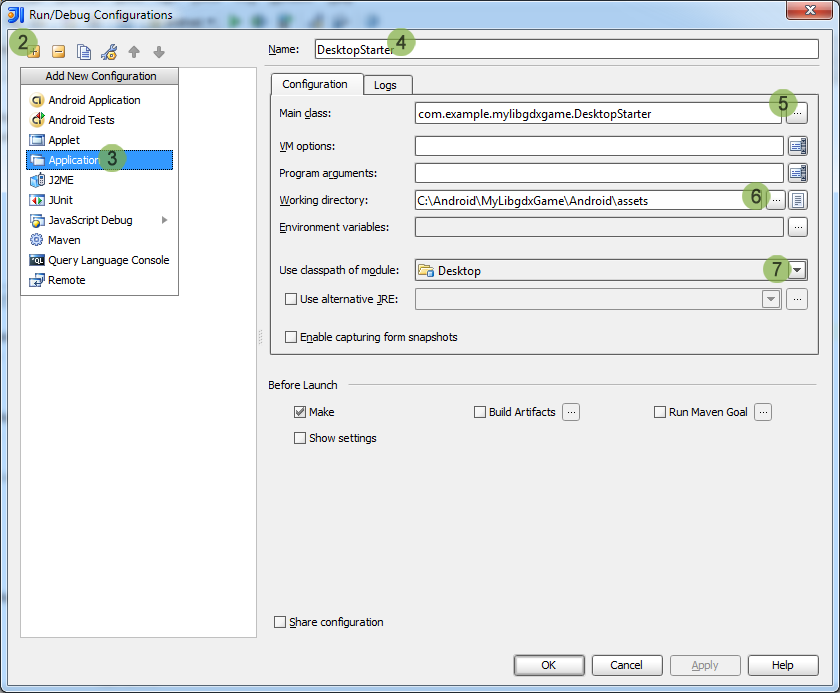 Run/Debug Configurations
2
Add New Configuration
Android Application
Android Tests
Applet
Application 3
J2ME
JUnit
JavaScript Debug
Maven
Query Language Console
Remote
Name: DesktopStarter 4
Configuration Logs
Main class: com.example.mylibgdxgame.DesktopStarter 5 ...
VM options:
Program arguments:
Working directory: C:\Android\MyLibgdxGame\Android\assets 6 ...
Environment variables: ...
Use classpath of module: Desktop 7
Use alternative JRE: ...
Enable capturing form snapshots
Before Launch
Make Build Artifacts ... Run Maven Goal ...
Show settings
Share configuration
OK Cancel Apply Help